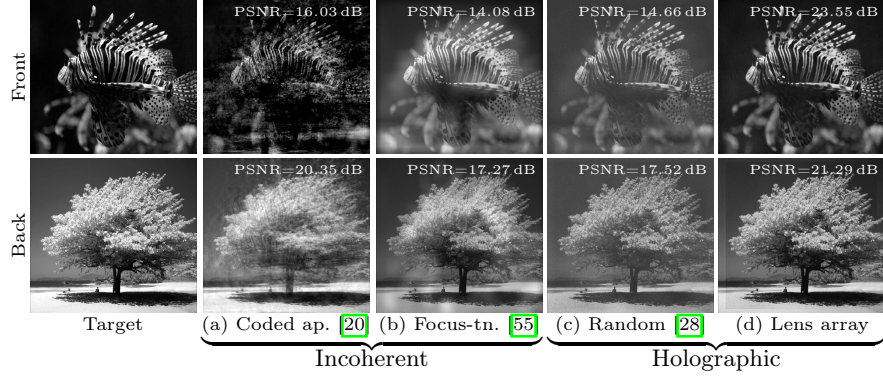 Front
PSNR=16.03 dB
PSNR=14.08 dB
PSNR=14.66 dB
PSNR=23.55 dB
Back
PSNR=20.35 dB
PSNR=17.27 dB
PSNR=17.52 dB
PSNR=21.29 dB
Target
(a) Coded ap. [20]
(b) Focus-tn. [55]
(c) Random [28]
(d) Lens array
Incoherent
Holographic